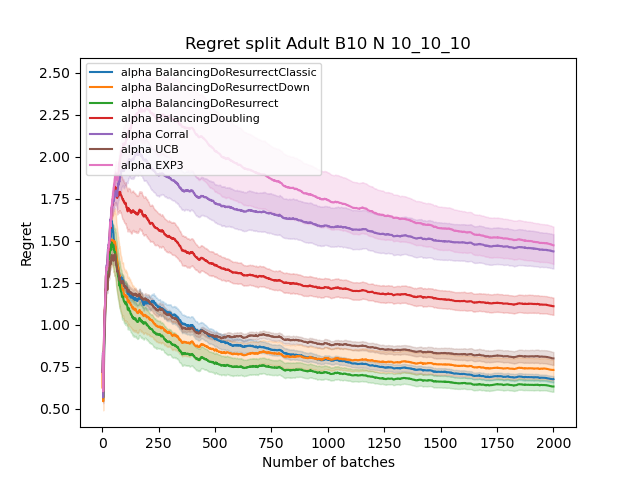 Regret split Adult B10 N 10_10_10
2.50
2.25
2.00
1.75
1.50
1.25
1.00
0.75
0.50
Regret
alpha BalancingDoResurrectClassic
alpha BalancingDoResurrectDown
alpha BalancingDoResurrect
alpha BalancingDoubling
alpha Corral
alpha UCB
alpha EXP3
0 250 500 750 1000 1250 1500 1750 2000
Number of batches